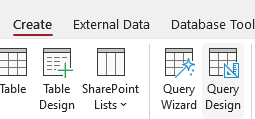 Create External Data Database Tool
Table Table SharePoint Query Query
Design Lists Wizard Design